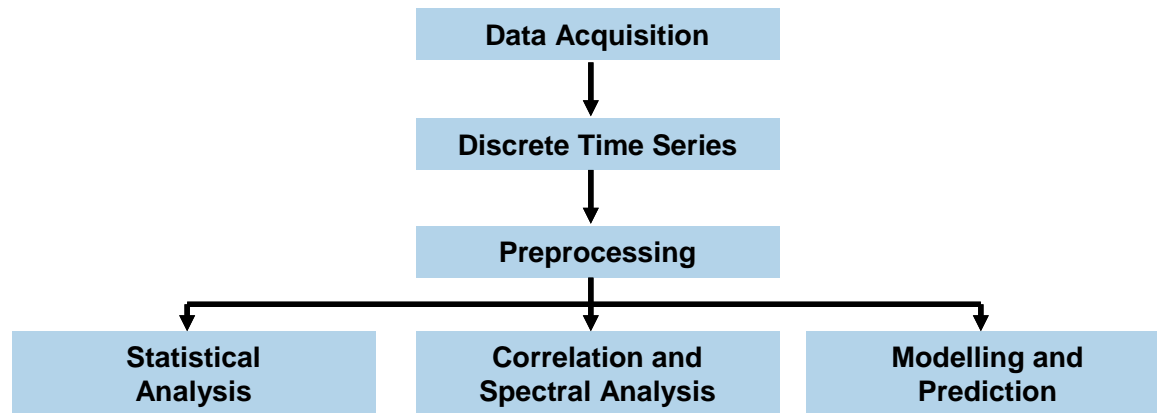 Data Acquisition
Discrete Time Series
Preprocessing
Statistical
Analysis
Correlation and
Spectral Analysis
Modelling and
Prediction